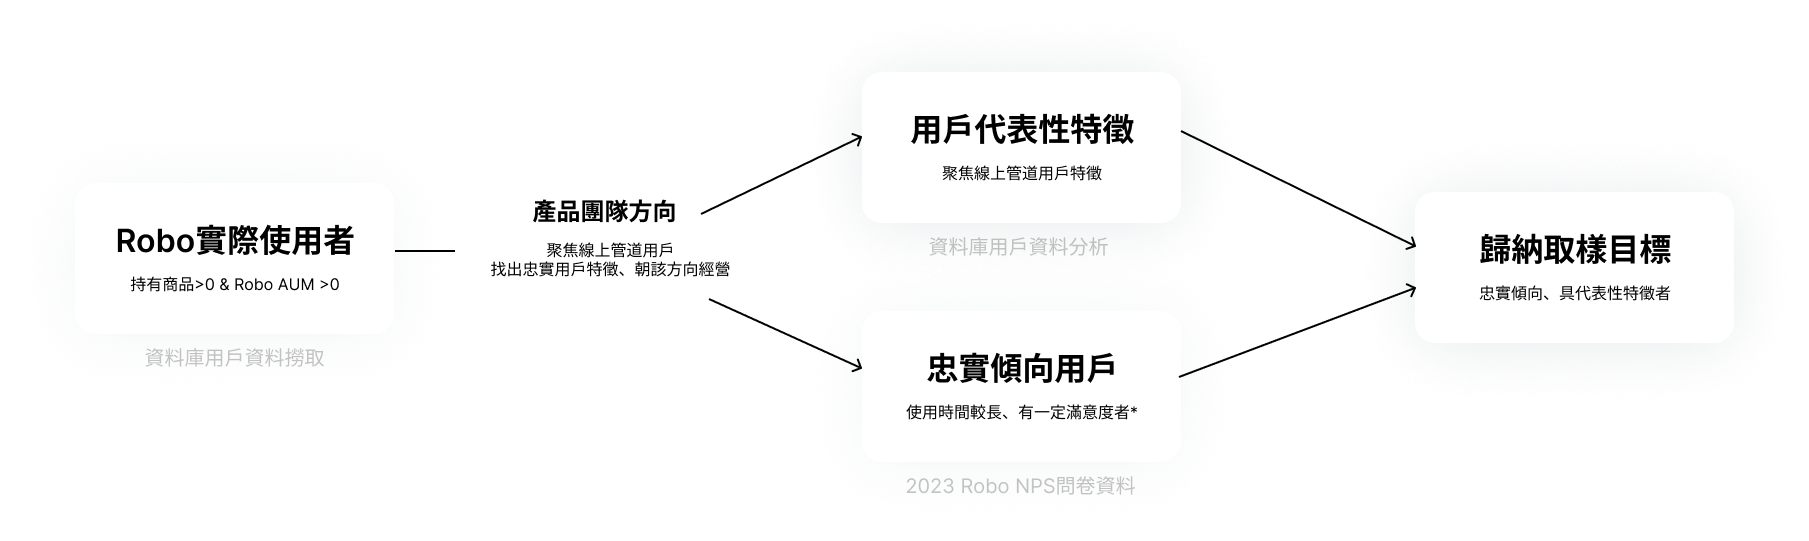 Robo實際使用者
持有商品>0 & Robo AUM >0
資料庫用戶資料撈取
產品團隊方向
聚焦線上管道用戶
找出忠實用戶特徵、朝該方向經營
用戶代表性特徵
聚焦線上管道用戶特徵
資料庫用戶資料分析
忠實傾向用戶
使用時間較長、有一定滿意度者*
2023 Robo NPS問卷資料
歸納取樣目標
忠實傾向、具代表性特徵者